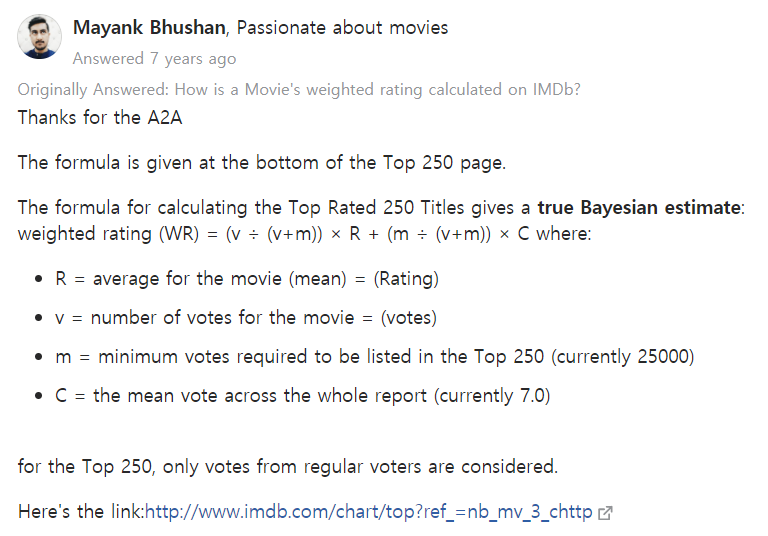 Mayank Bhushan, Passionate about movies
Answered 7 years ago
Originally Answered: How is a Movie's weighted rating calculated on IMDb?
Thanks for the A2A
The formula is given at the bottom of the Top 250 page.
The formula for calculating the Top Rated 250 Titles gives a true Bayesian estimate:
weighted rating (WR) = (v ÷ (v+m)) × R + (m ÷ (v+m)) × C where:
• R = average for the movie (mean) = (Rating)
• v = number of votes for the movie = (votes)
• m = minimum votes required to be listed in the Top 250 (currently 25000)
• C = the mean vote across the whole report (currently 7.0)
for the Top 250, only votes from regular voters are considered.
Here's the link:http://www.imdb.com/chart/top?ref_=nb_mv_3_chttp